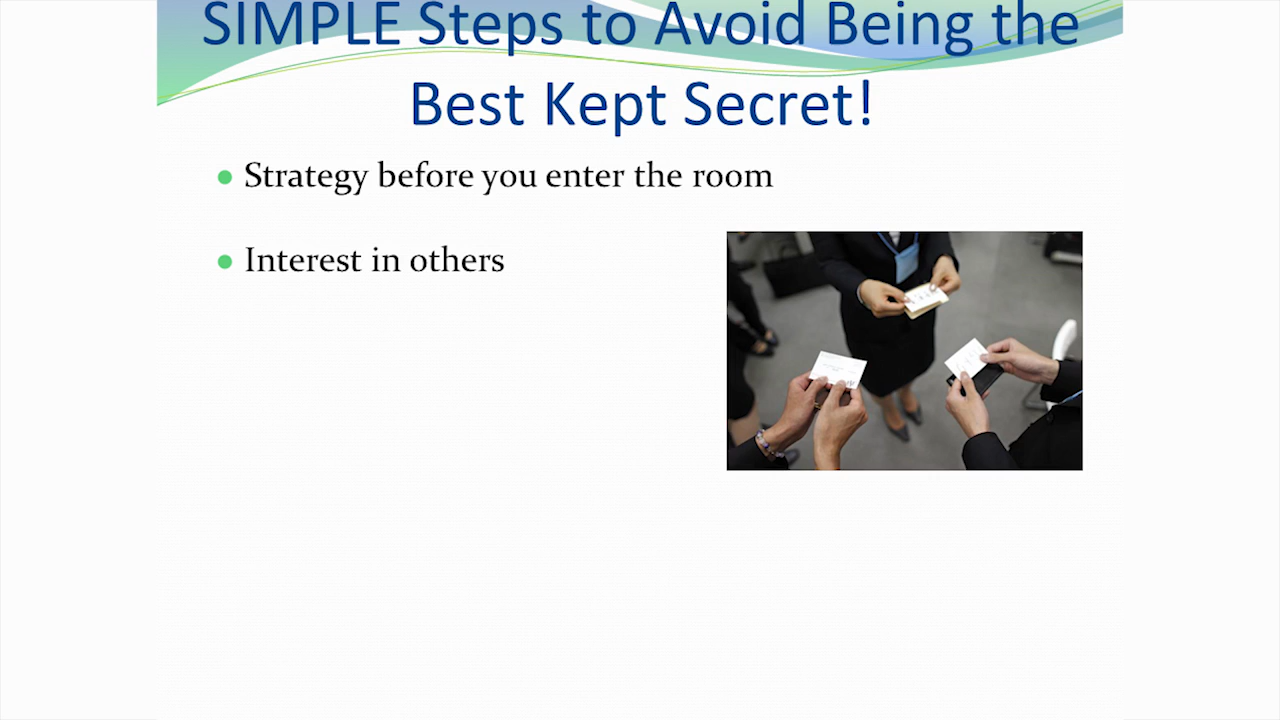 SIMPLE Steps to Avoid Being the
Best Kept Secret!
Strategy before you enter the room
Interest in others